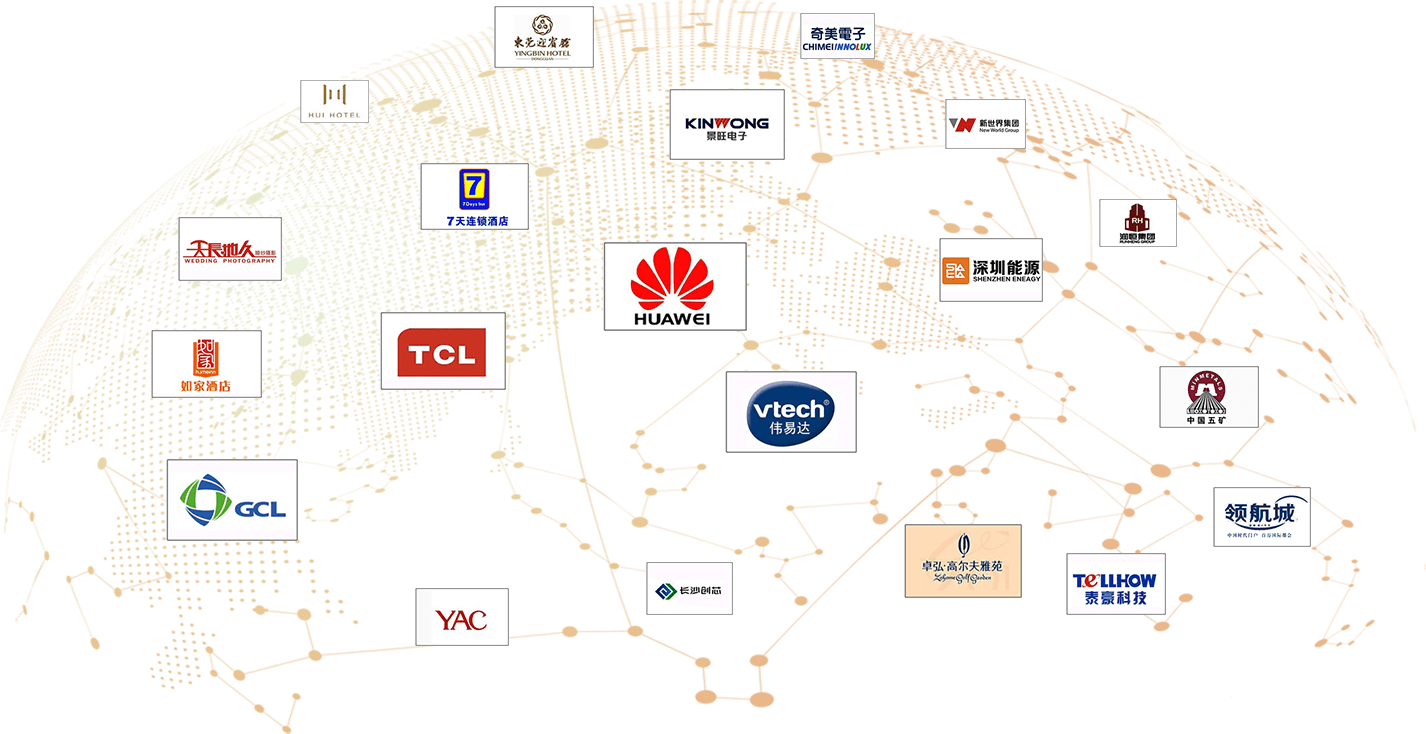 東莞迎賓館
YINGBIN HOTEL
DONGGUAN
奇美電子
CHIMEI INNOLUX
HUI HOTEL
KINWONG
景旺电子
新世界集团
New World Group
7
7 Days Inn
7天连锁酒店
RH
润恒集团
RUNHENG GROUP
天長地久 婚纱摄影
WEDDING PHOTOGRAPHY
深圳能源
SHENZHEN ENEAGY
HUAWEI
TCL
如家
如家酒店
vtech®
伟易达
MINMETALS
中国五矿
GCL
领航城
中国时代门户 百万国际都会
卓弘·高尔夫雅苑
Zohome Golf Garden
TellHOW
泰豪科技
长沙创芯
YAC